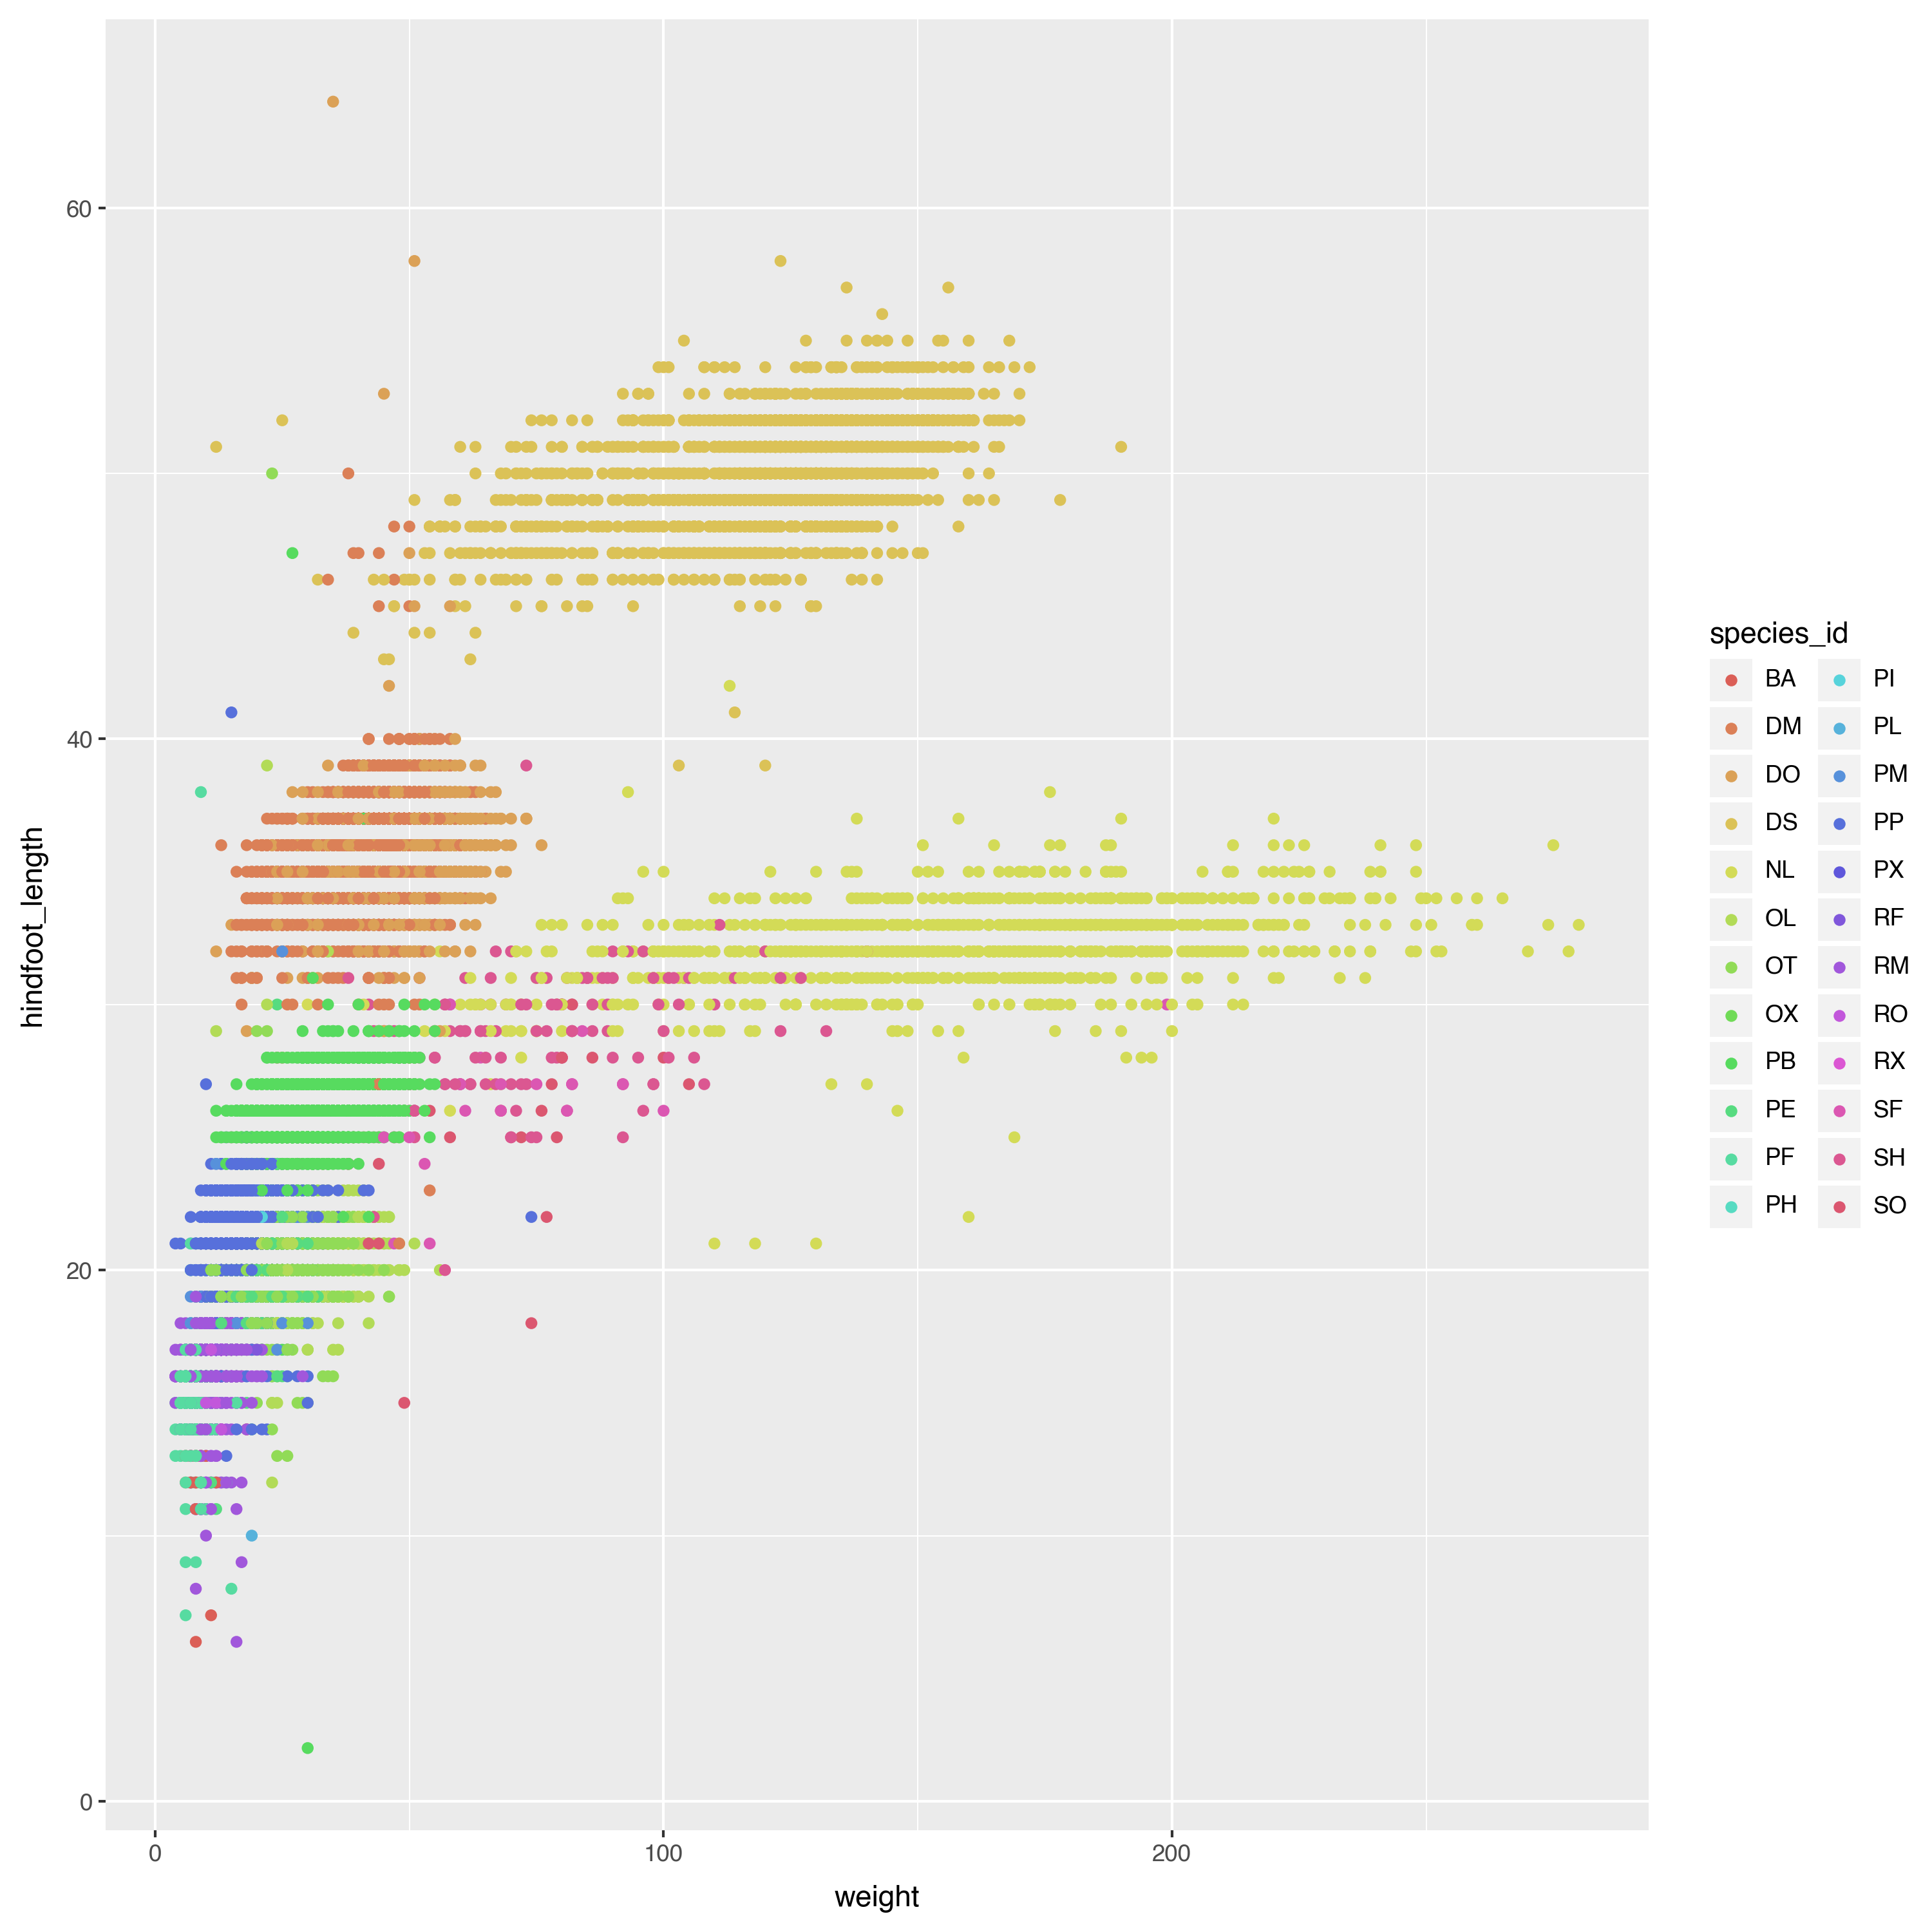 60
40
20
0
hindfoot_length
0 100 200
weight
species_id
BA PI
DM PL
DO PM
DS PP
NL PX
OL RF
OT RM
OX RO
PB RX
PE SF
PF SH
PH SO